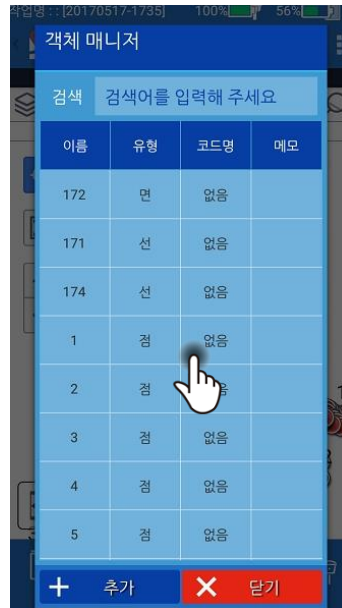 작업명 : : [20170517-1735] 100% 56%
객체 매니저
검색 검색어를 입력해 주세요
이름 유형 코드명 메모
172 면 없음
171 선 없음
174 선 없음
1 점 없음
2 점
3 점 없음
4 점 없음
5 점 없음
추가 닫기